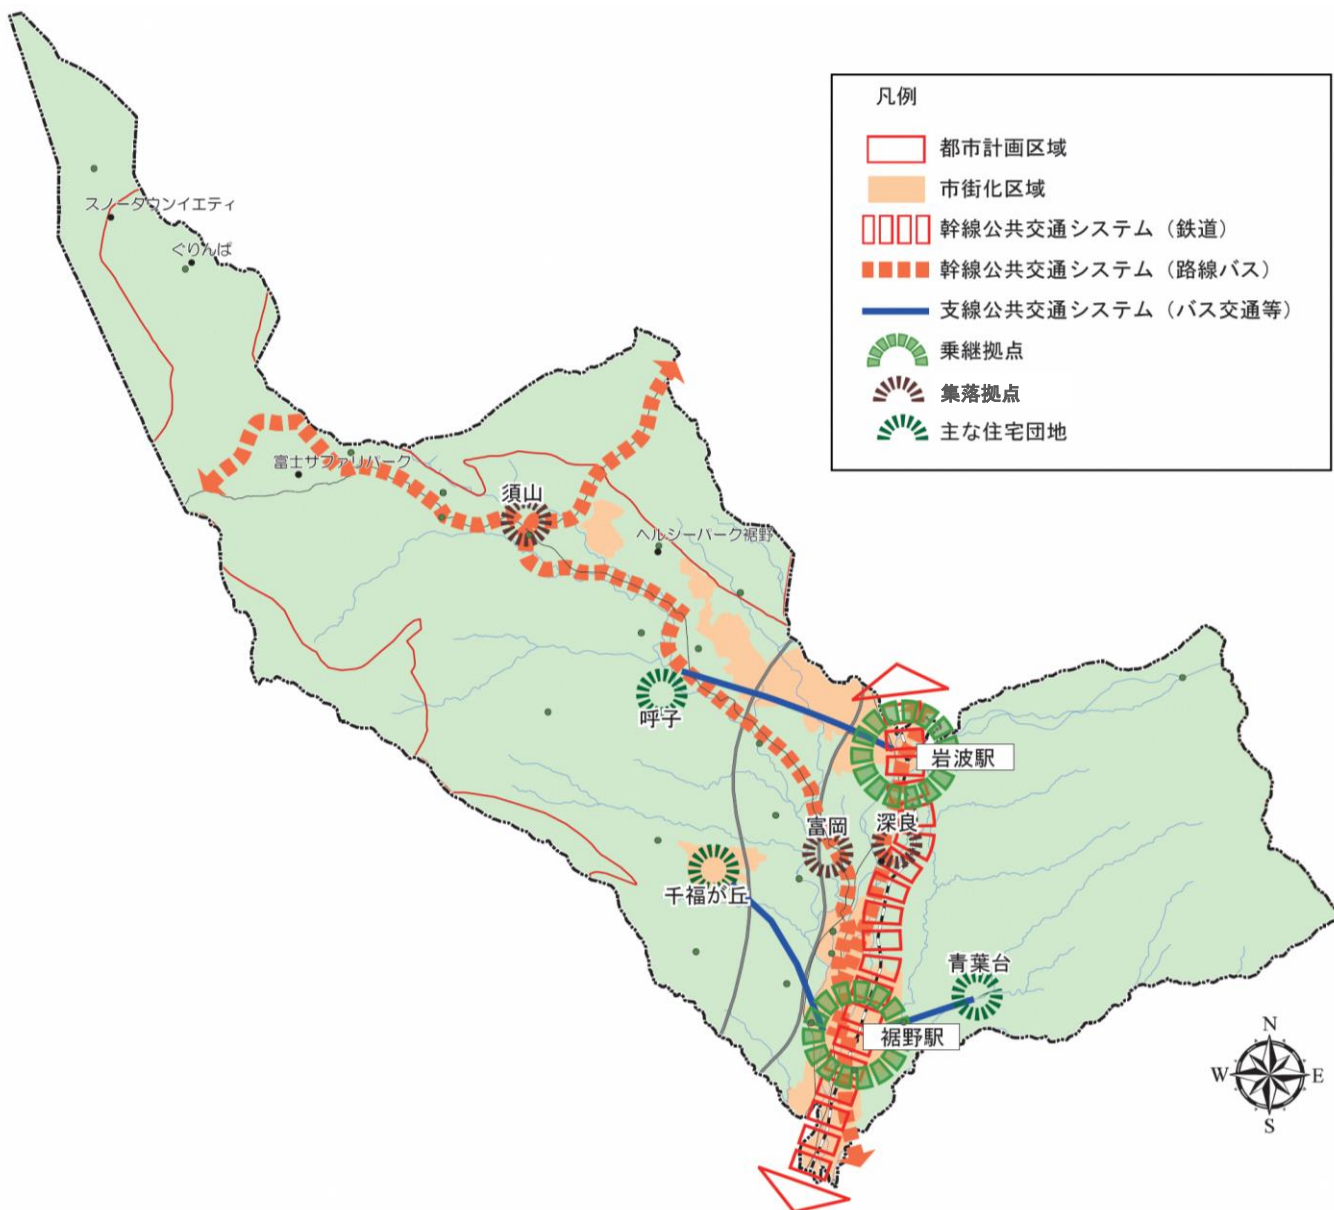 凡例
都市計画区域
市街化区域
幹線公共交通システム（鉄道）
幹線公共交通システム（路線バス）
支線公共交通システム（バス交通等）
乗継拠点
集落拠点
主な住宅団地
スノータウンイエティ
ぐりんぱ
富士サファリパーク
須山
ヘルシーパーク裾野
呼子
岩波駅
富岡
深良
千福が丘
青葉台
裾野駅
N
W
E
S